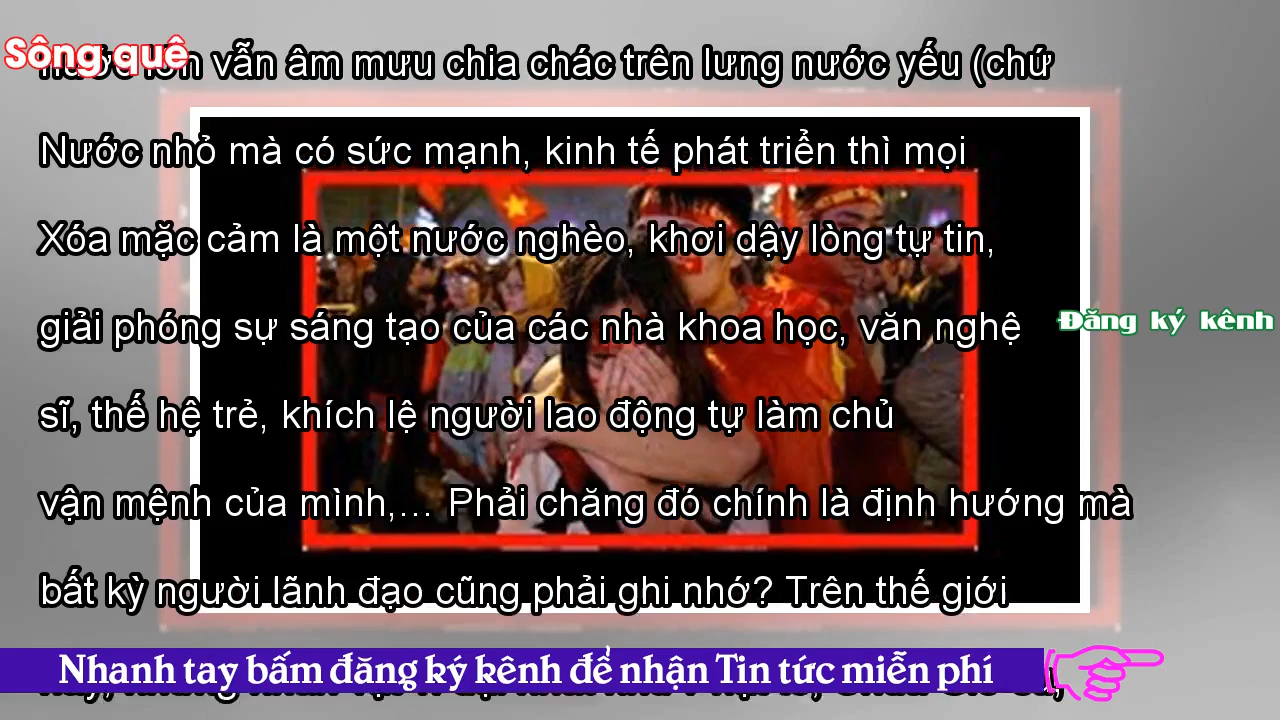 Sông quê
vẫn âm mưu chia chác trên lưng nước yếu (chứ
Nước nhỏ mà có sức mạnh, kinh tế phát triển thì mọi
Xóa mặc cảm là một nước nghèo, khơi dậy lòng tự tin,
giải phóng sự sáng tạo của các nhà khoa học, văn nghệ
Đăng ký kênh
sĩ, thế hệ trẻ, khích lệ người lao động tự làm chủ
vận mệnh của mình,... Phải chăng đó chính là định hướng mà
bất kỳ người lãnh đạo cũng phải ghi nhớ? Trên thế giới
Nhanh tay bấm đăng ký kênh để nhận Tin tức miễn phí